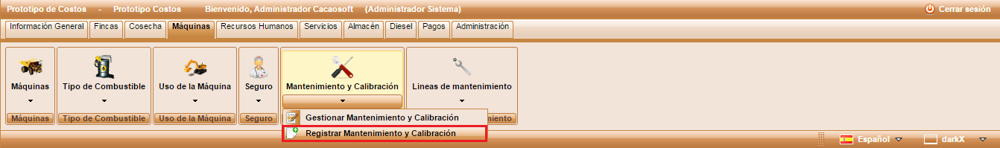 Prototipo de Costos - Prototipo Costos Bienvenido, Administrador Cacaosoft (Administrador Sistema) Cerrar sesión
Información General Fincas Cosecha Máquinas Recursos Humanos Servicios Almacén Diesel Pagos Administración
Máquinas Tipo de Combustible Uso de la Máquina Seguro Mantenimiento y Calibración Lineas de mantenimiento
Máquinas Tipo de Combustible Uso de la Máquina Seguro
Gestionar Mantenimiento y Calibración
Registrar Mantenimiento y Calibración
Español darkX